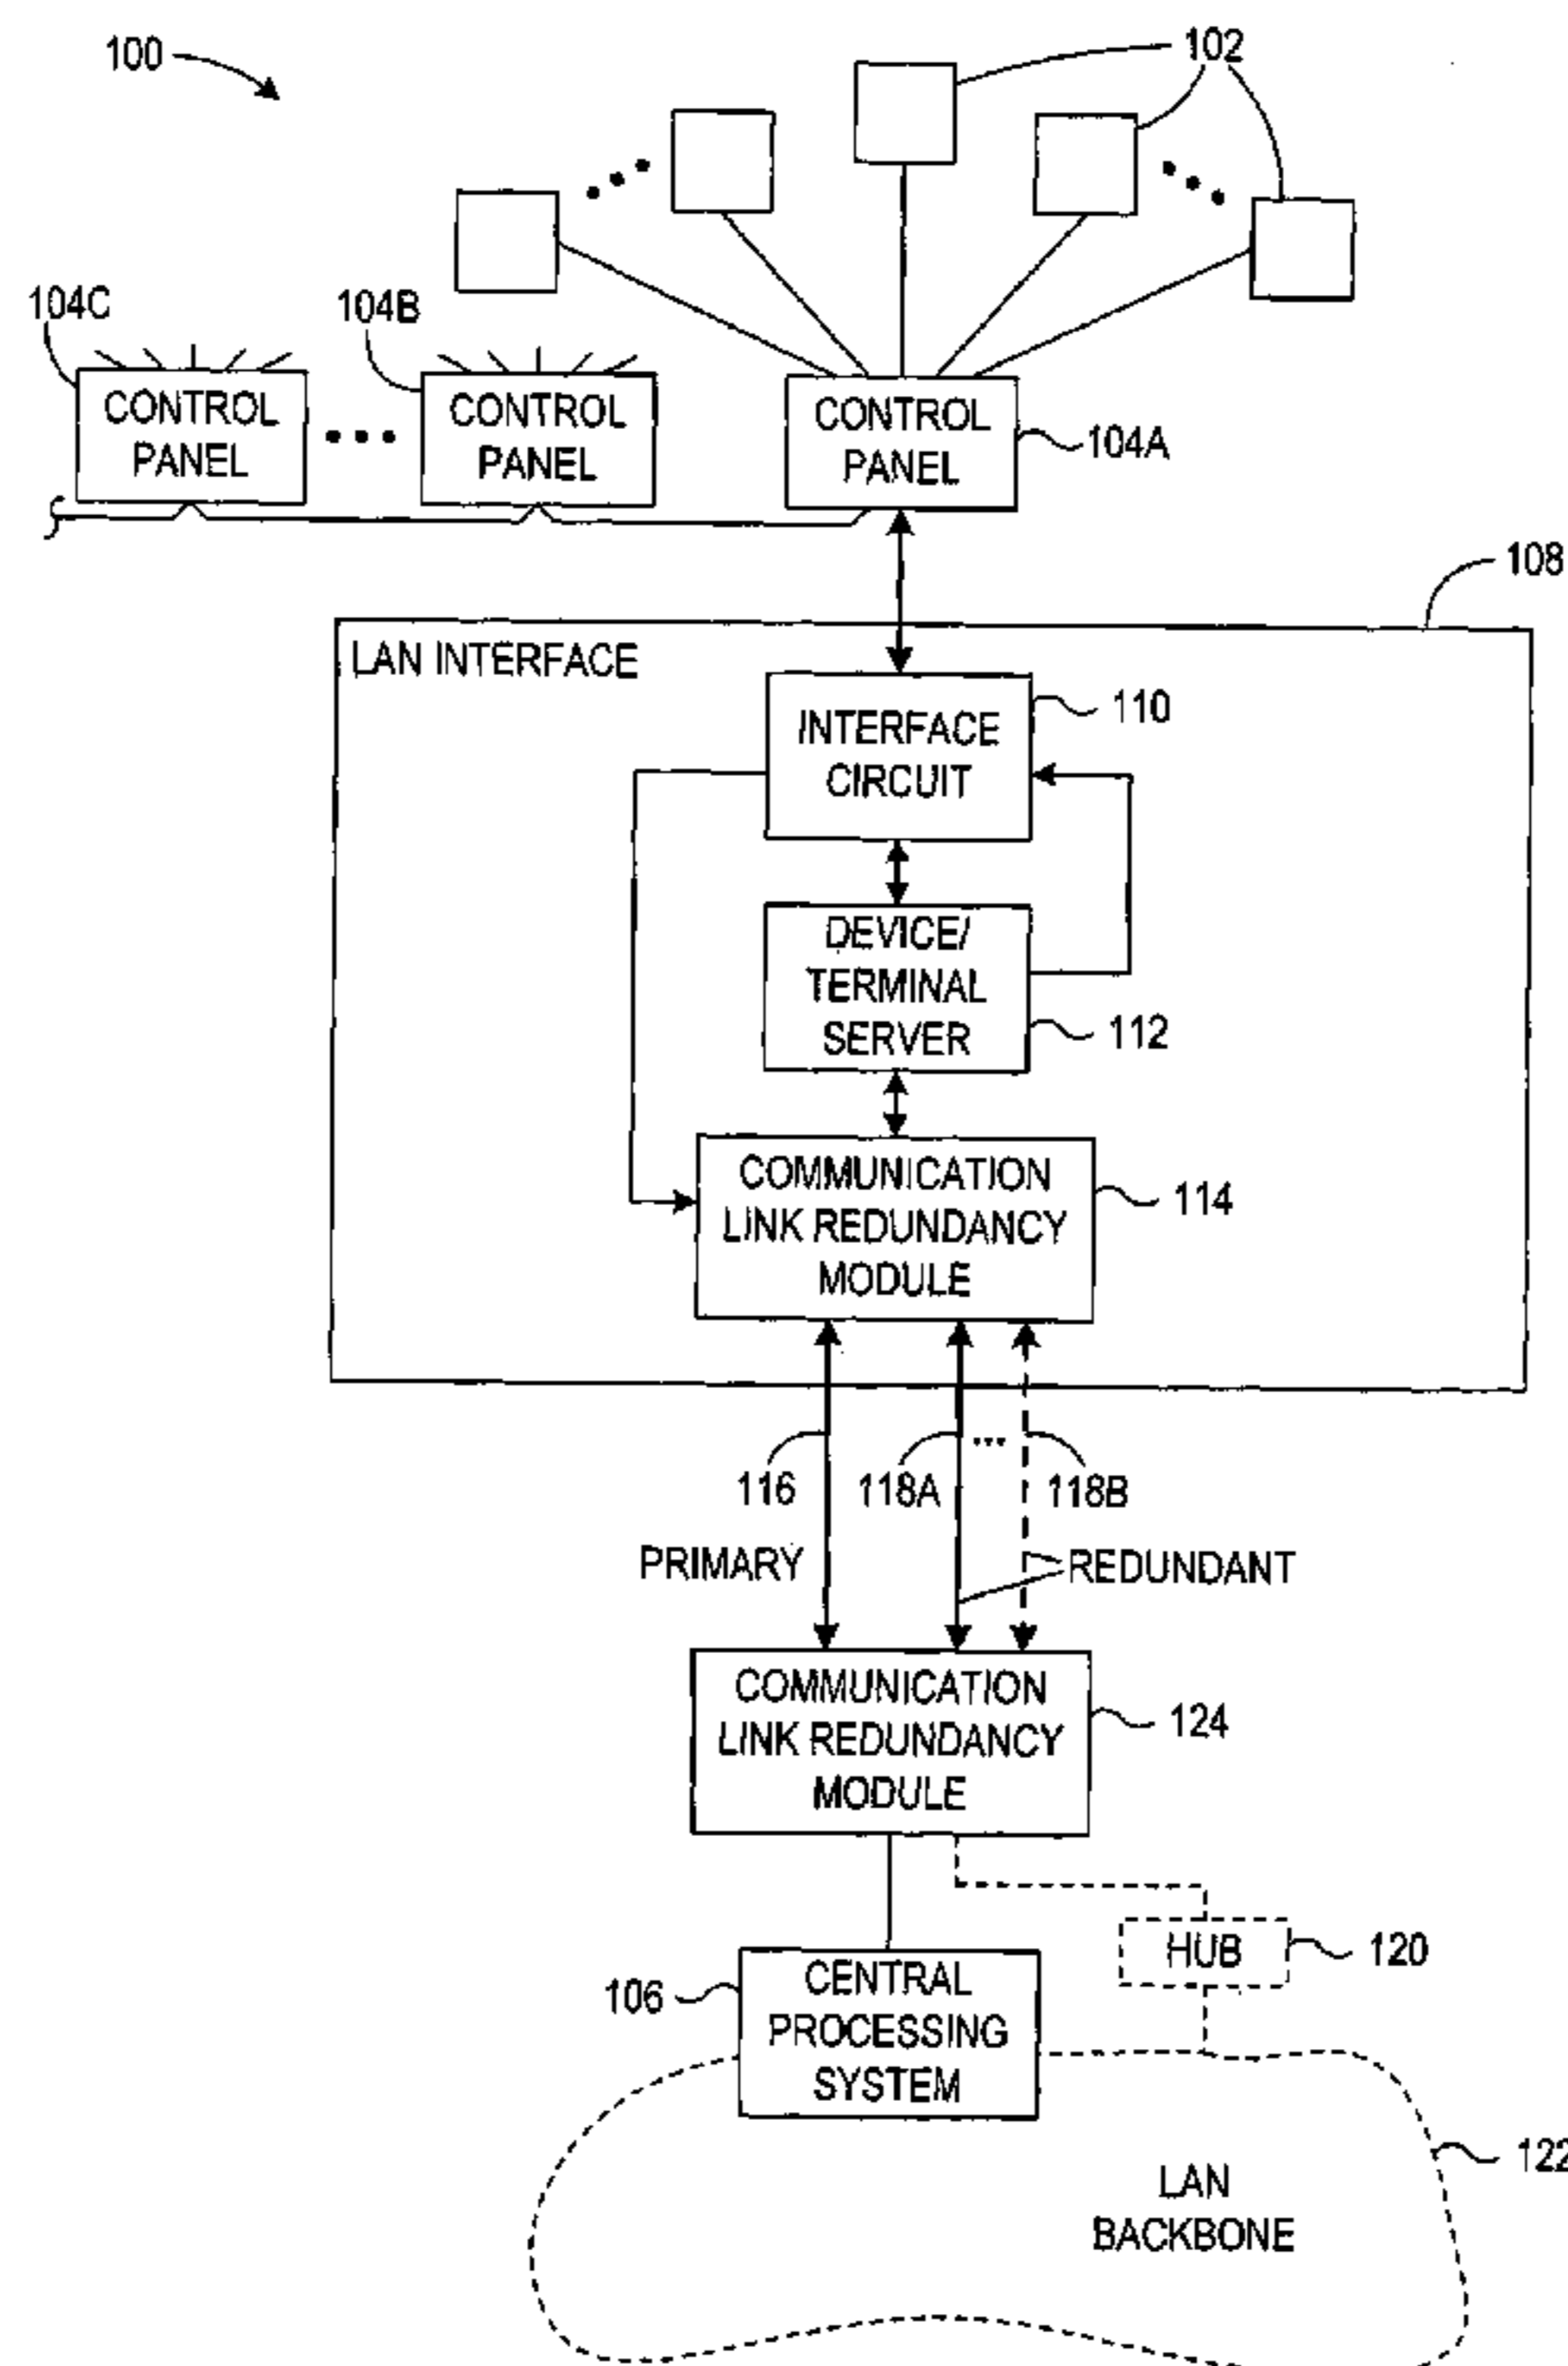 100
102
104C
104B
CONTROL
PANEL
CONTROL
PANEL
CONTROL
PANEL
104A
108
LAN INTERFACE
INTERFACE
CIRCUIT
110
DEVICE/
TERMINAL
SERVER
112
COMMUNICATION
LINK REDUNDANCY
MODULE
114
116
118A
118B
PRIMARY
REDUNDANT
COMMUNICATION
LINK REDUNDANCY
MODULE
124
HUB
120
106
CENTRAL
PROCESSING
SYSTEM
122
LAN
BACKBONE